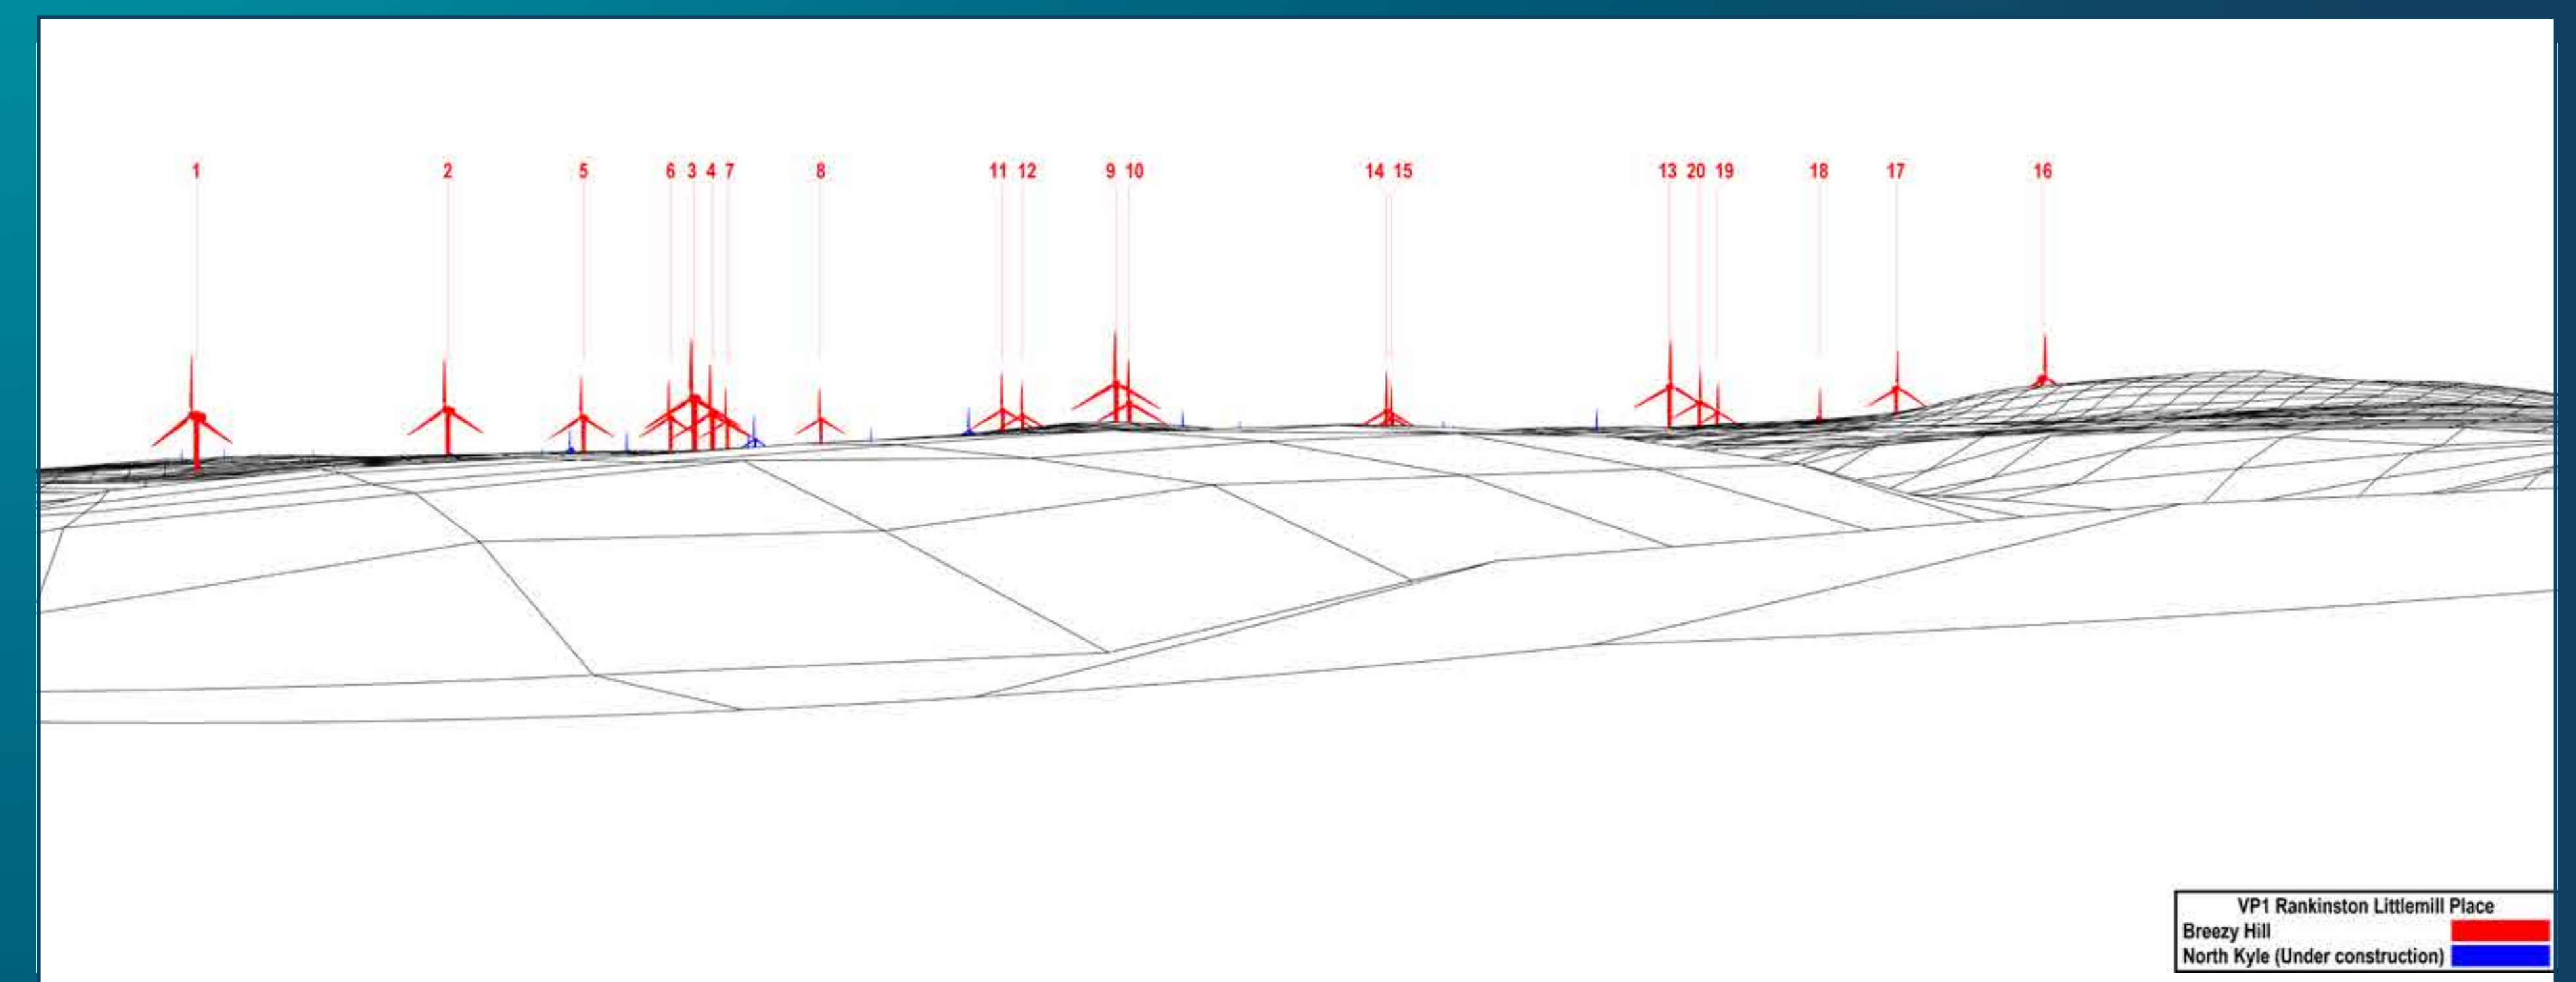 1 2 5 6 3 4 7 8 11 12 9 10 14 15 13 20 19 18 17 16
VP1 Rankinston Littlemill Place
Breezy Hill
North Kyle (Under construction)